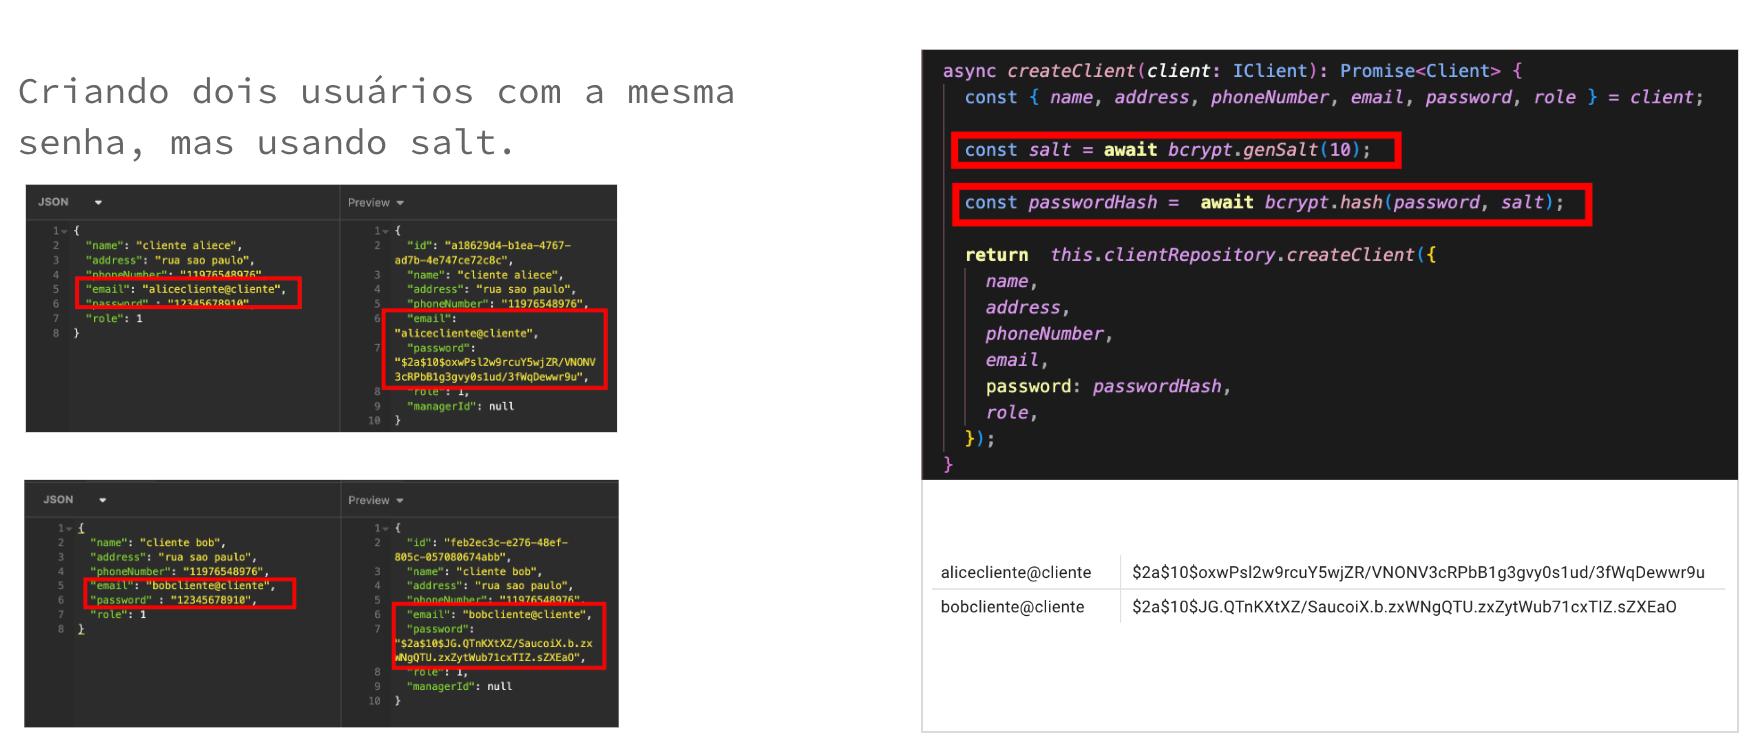 Criando dois usuários com a mesma
senha, mas usando salt.
JSON
Preview
1 {
2 "name": "cliente aliece",
3 "address": "rua sao paulo",
4 "phoneNumber": "11976548976",
5 "email": "alicecliente@cliente",
6 "password" : "12345678910",
7 "role": 1
8 }
1 {
2 "id": "a18629d4-b1ea-4767-
ad7b-4e747ce72c8c",
3 "name": "cliente aliece",
4 "address": "rua sao paulo",
5 "phoneNumber": "11976548976",
6 "email":
"alicecliente@cliente",
7 "password":
"$2a$10$oxwPsl2w9rcuY5wjZR/VNONV
3cRPbB1g3gvy0s1ud/3fWqDewwr9u",
8 "role": 1,
9 "managerId": null
10 }
JSON
Preview
1 {
2 "name": "cliente bob",
3 "address": "rua sao paulo",
4 "phoneNumber": "11976548976",
5 "email": "bobcliente@cliente",
6 "password" : "12345678910",
7 "role": 1
8 }
1 {
2 "id": "feb2ec3c-e276-48ef-
805c-057080674abb",
3 "name": "cliente bob",
4 "address": "rua sao paulo",
5 "phoneNumber": "11976548976",
6 "email": "bobcliente@cliente",
7 "password":
"$2a$10$JG.QTnKXtXZ/SaucoiX.b.zx
WNgQTU.zxZytWub71cxTIZ.sZXEaO",
8 "role": 1,
9 "managerId": null
10 }
async createClient(client: IClient): Promise<Client> {
const { name, address, phoneNumber, email, password, role } = client;
const salt = await bcrypt.genSalt(10);
const passwordHash = await bcrypt.hash(password, salt);
return this.clientRepository.createClient({
name,
address,
phoneNumber,
email,
password: passwordHash,
role,
});
}
alicecliente@cliente $2a$10$oxwPsl2w9rcuY5wjZR/VNONV3cRPbB1g3gvy0s1ud/3fWqDewwr9u
bobcliente@cliente $2a$10$JG.QTnKXtXZ/SaucoiX.b.zxWNgQTU.zxZytWub71cxTIZ.sZXEaO